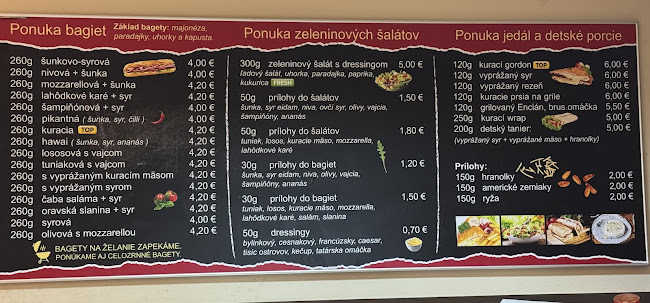 Ponuka bagiet
Základ bagety: majonéza,
paradajky, uhorky a kapusta.
260g šunkovo-syrová 4,00 €
260g nivová + šunka 4,20 €
260g mozzarellová + šunka 4,20 €
260g lahôdkové karé + syr 4,20 €
260g šampiňónová + syr 4,20 €
260g pikantná ( šunka, syr, čili ) 4,20 €
260g kuracia TOP 4,20 €
260g hawai ( šunka, syr, ananás ) 4,20 €
260g lososová s vajcom 4,20 €
260g tuniaková s vajcom 4,20 €
260g s vyprážaným kuracím mäsom 4,20 €
260g s vyprážaným syrom 4,20 €
260g čaba saláma + syr 4,20 €
260g oravská slanina + syr 4,20 €
260g syrová 4,00 €
260g olivová s mozzarellou 4,20 €
BAGETY NA ŽELANIE ZAPEKÁME.
PONÚKAME AJ CELOZRNNÉ BAGETY.
Ponuka zeleninových šalátov
300g zeleninový šalát s dressingom 5,00 €
ľadový šalát, uhorka, paradajka, paprika,
kukurica FRESH
50g prílohy do šalátov 1,50 €
šunka, syr eidam, niva, ovčí syr, olivy, vajcia,
šampiňóny, ananás
50g prílohy do šalátov 1,80 €
tuniak, losos, kuracie mäso, mozzarella,
lahôdkové karé
30g prílohy do bagiet 1,20 €
šunka, syr eidam, niva, olivy, vajcia,
šampiňóny, ananás
30g prílohy do bagiet 1,50 €
tuniak, losos, kuracie mäso, mozzarella,
lahôdkové karé, salám, slanina
50g dressingy 0,70 €
bylinkový, cesnakový, francúzsky, caesar,
tisíc ostrovov, kečup, tatárska omáčka
Ponuka jedál a detské porcie
120g kurací gordon TOP 6,00 €
120g vyprážaný syr 6,00 €
120g vyprážaný rezeň 6,00 €
120g kuracie prsia na grile 6,00 €
120g grilovaný Encián, brus.omáčka 5,50 €
250g kurací wrap 5,00 €
200g detský tanier: 5,00 €
(vyprážaný syr + vyprážané mäso + hranolky)
Prílohy:
150g hranolky 2,00 €
150g americké zemiaky 2,00 €
150g ryža 2,00 €